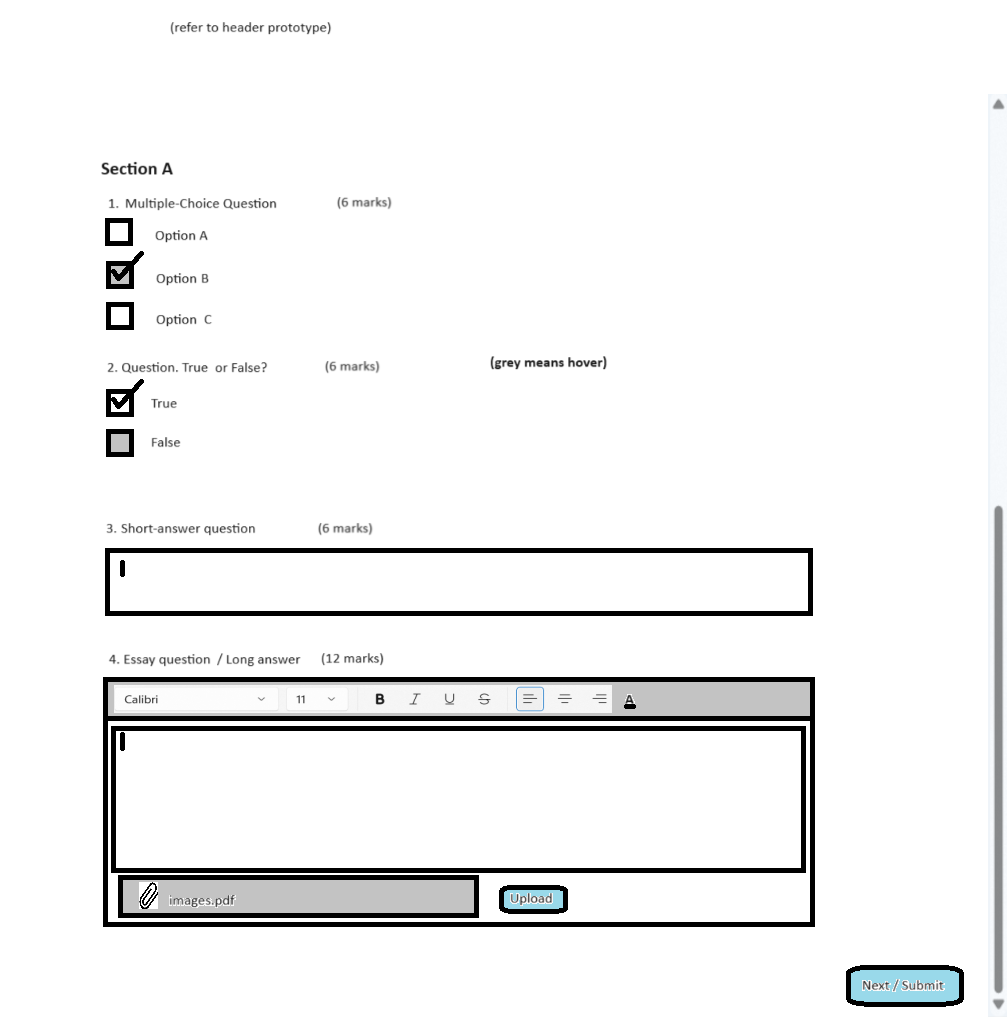 (refer to header prototype)
Section A
1. Multiple-Choice Question (6 marks)
Option A
Option B
Option C
2. Question. True or False? (6 marks) (grey means hover)
True
False
3. Short-answer question (6 marks)
4. Essay question / Long answer (12 marks)
Calibri 11 B I U S A
images.pdf Upload
Next / Submit